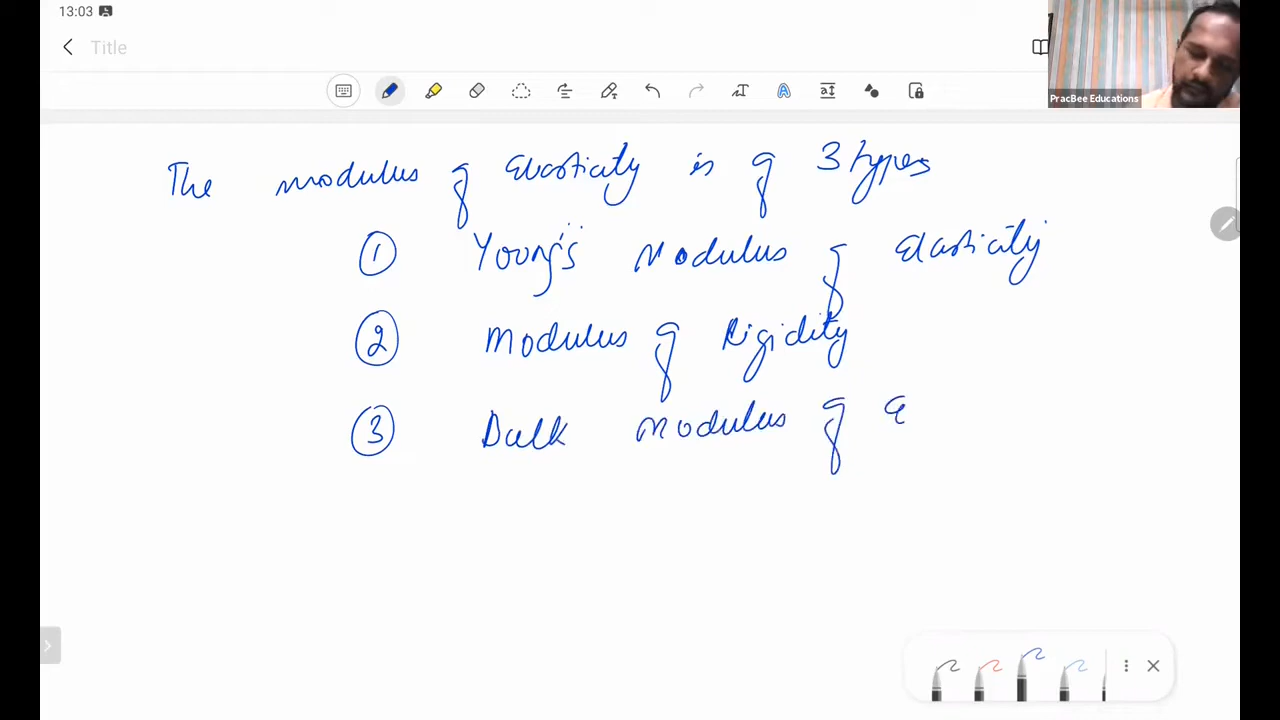 13:03
Title
PracBee Educations
The modulus of Elasticity is of 3 types
① Young's Modulus of Elasticity
② Modulus of Rigidity
③ Bulk Modulus of e